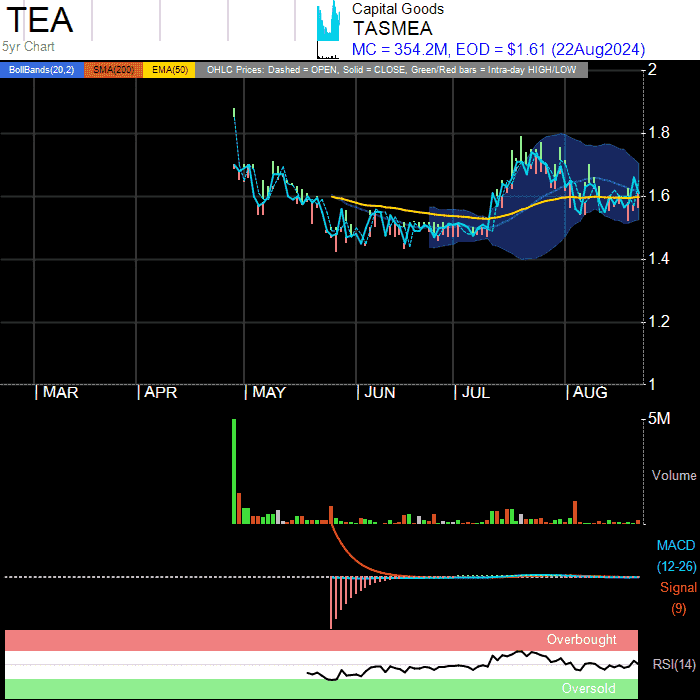 TEA
5yr Chart
Capital Goods
TASMEA
MC = 354.2M, EOD = $1.61 (22Aug2024)
BollBands(20,2) SMA(200) EMA(50) OHLC Prices: Dashed = OPEN, Solid = CLOSE, Green/Red bars = Intra-day HIGH/LOW
2
1.8
1.6
1.4
1.2
1
| MAR | APR | MAY | JUN | JUL | AUG
5M
Volume
MACD
(12-26)
Signal
(9)
Overbought
RSI(14)
Oversold